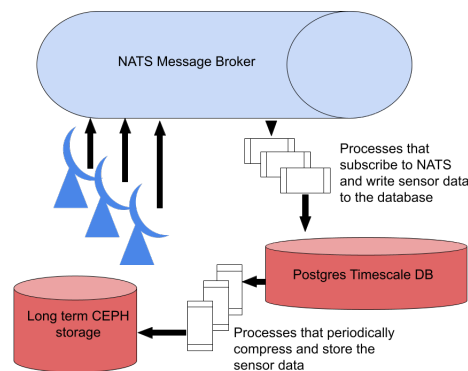 NATS Message Broker
Processes that
subscribe to NATS
and write sensor data
to the database
Postgres Timescale DB
Long term CEPH
storage
Processes that periodically
compress and store the
sensor data